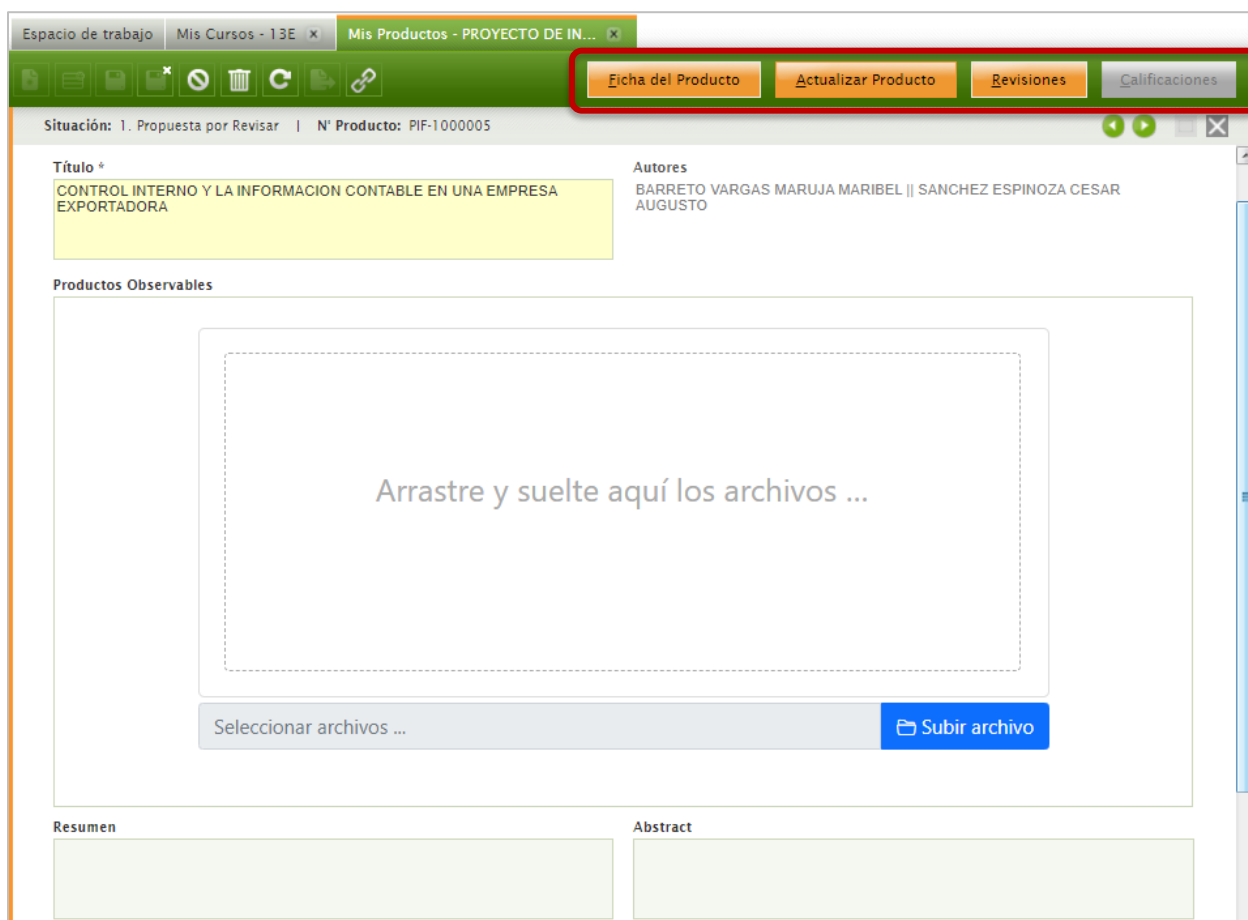 Espacio de trabajo
Mis Cursos - 13E
Mis Productos - PROYECTO DE IN...
Ficha del Producto
Actualizar Producto
Revisiones
Calificaciones
Situación: 1. Propuesta por Revisar | N° Producto: PIF-1000005
Título *
CONTROL INTERNO Y LA INFORMACION CONTABLE EN UNA EMPRESA
EXPORTADORA
Autores
BARRETO VARGAS MARUJA MARIBEL || SANCHEZ ESPINOZA CESAR
AUGUSTO
Productos Observables
Arrastre y suelte aquí los archivos ...
Seleccionar archivos ...
Subir archivo
Resumen
Abstract